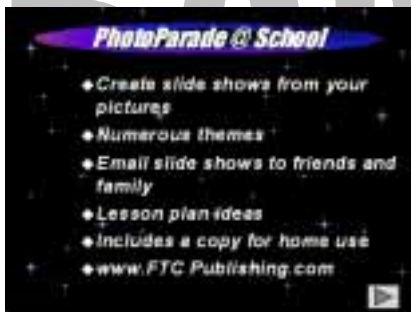 PhotoParade @ School
Create slide shows from your
pictures
Numerous themes
Email slide shows to friends and
family
Lesson plan ideas
Includes a copy for home use
www.FTC Publishing.com